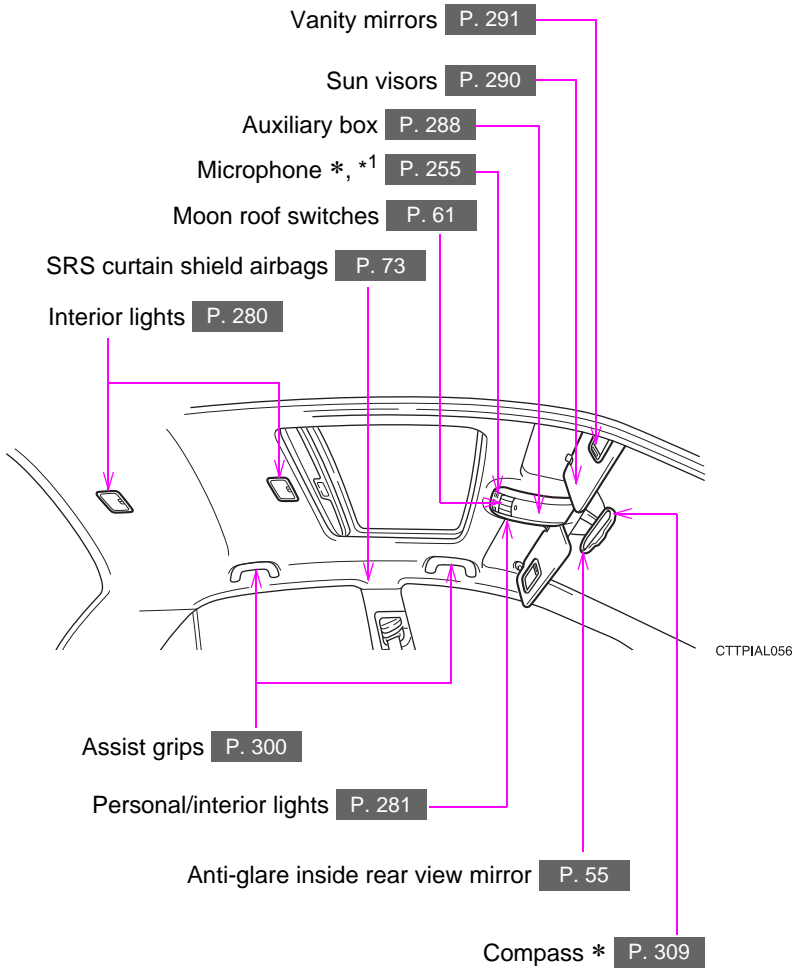 Vanity mirrors P. 291
Sun visors P. 290
Auxiliary box P. 288
Microphone *, *1 P. 255
Moon roof switches P. 61
SRS curtain shield airbags P. 73
Interior lights P. 280
CTTPIAL056
Assist grips P. 300
Personal/interior lights P. 281
Anti-glare inside rear view mirror P. 55
Compass * P. 309